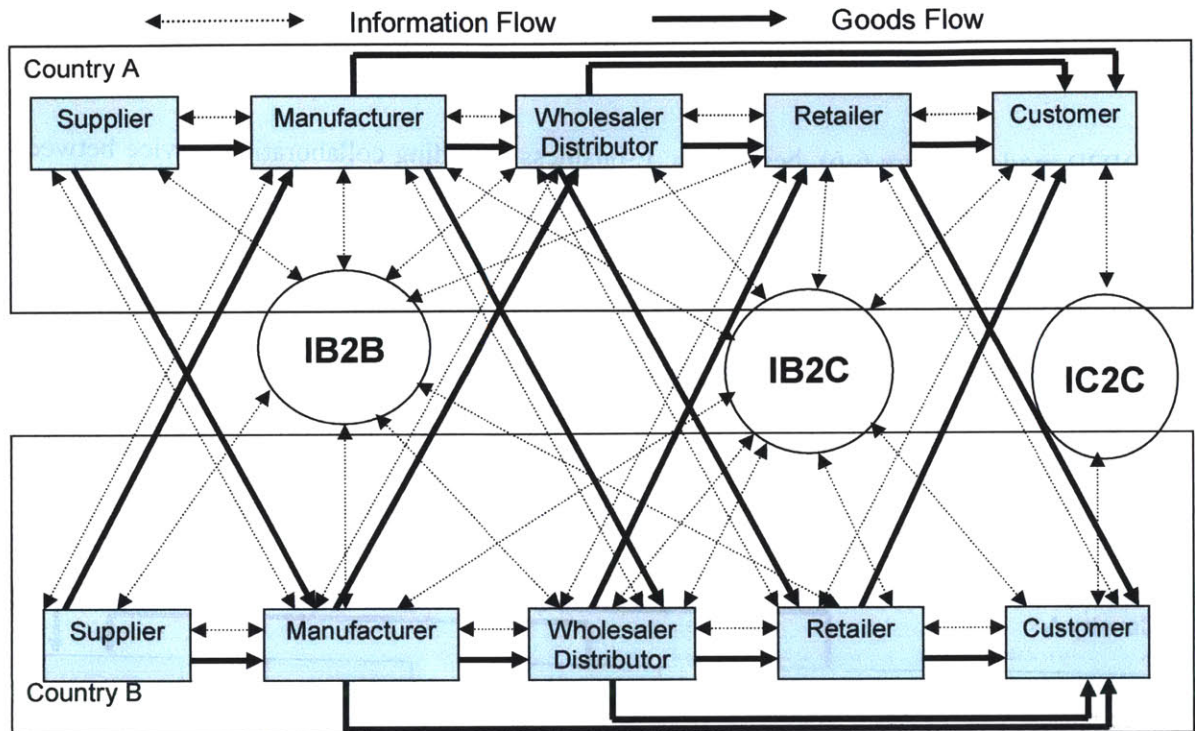 Information Flow Goods Flow
Country A
Supplier Manufacturer Wholesaler Retailer Customer
Distributor
IB2B IB2C IC2C
Supplier Manufacturer Wholesaler Retailer Customer
Distributor
Country B